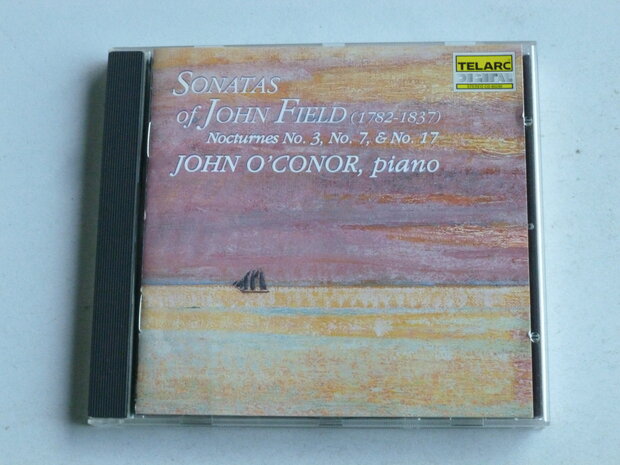 SONATAS
of JOHN FIELD (1782-1837)
Nocturnes No. 3, No. 7, & No. 17
JOHN O'CONOR, piano
TELARC
DIGITAL